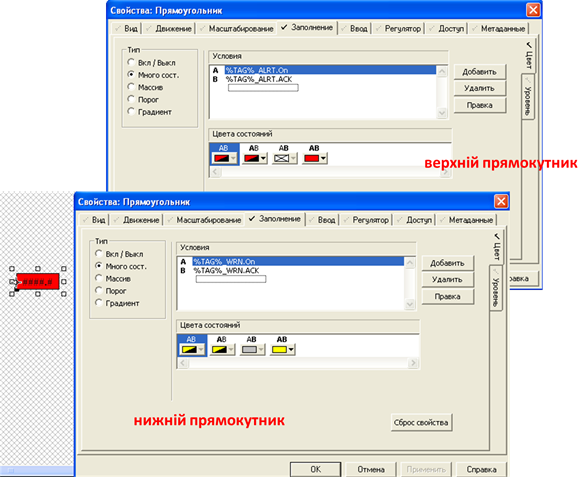 Свойства: Прямоугольник
Вид Движение Масштабирование Заполнение Ввод Регулятор Доступ Метаданные
Тип
Вкл / Выкл
Много сост.
Массив
Порог
Градиент
Условия
A %TAG%_ALRT.On
B %TAG%_ALRT.ACK
Добавить
Удалить
Правка
Цвет
Уровень
Цвета состояний
AB AB AB AB
верхній прямокутник
Свойства: Прямоугольник
Вид Движение Масштабирование Заполнение Ввод Регулятор Доступ Метаданные
Тип
Вкл / Выкл
Много сост.
Массив
Порог
Градиент
Условия
A %TAG%_WRN.On
B %TAG%_WRN.ACK
Добавить
Удалить
Правка
Цвет
Уровень
равка
Цвета состояний
AB AB AB AB
нижній прямокутник
Сброс свойства
OK Отмена Применить Справка